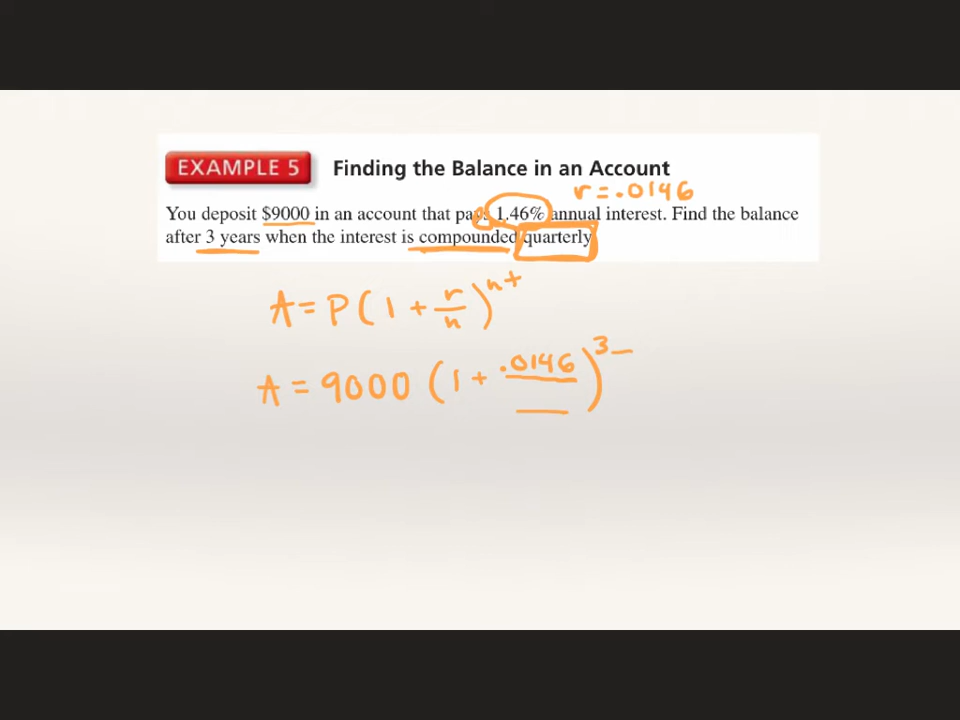 EXAMPLE 5 Finding the Balance in an Account
r = .0146
You deposit $9000 in an account that pays 1.46% annual interest. Find the balance
after 3 years when the interest is compounded quarterly
A = P(1 + r/n)^nt
A = 9000 (1 + .0146/__)^3_